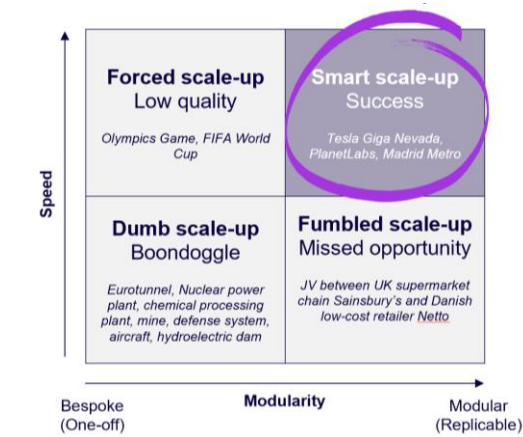 Forced scale-up
Low quality
Olympics Game, FIFA World
Cup
Smart scale-up
Success
Tesla Giga Nevada,
PlanetLabs, Madrid Metro
Speed
Dumb scale-up
Boondoggle
Eurotunnel, Nuclear power
plant, chemical processing
plant, mine, defense system,
aircraft, hydroelectric dam
Fumbled scale-up
Missed opportunity
JV between UK supermarket
chain Sainsbury's and Danish
low-cost retailer Netto
Bespoke
(One-off)
Modularity
Modular
(Replicable)